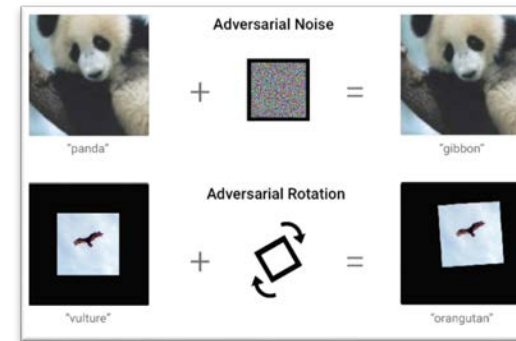 Adversarial Noise
+ =
"panda" "gibbon"
Adversarial Rotation
+ =
"vulture" "orangutan"